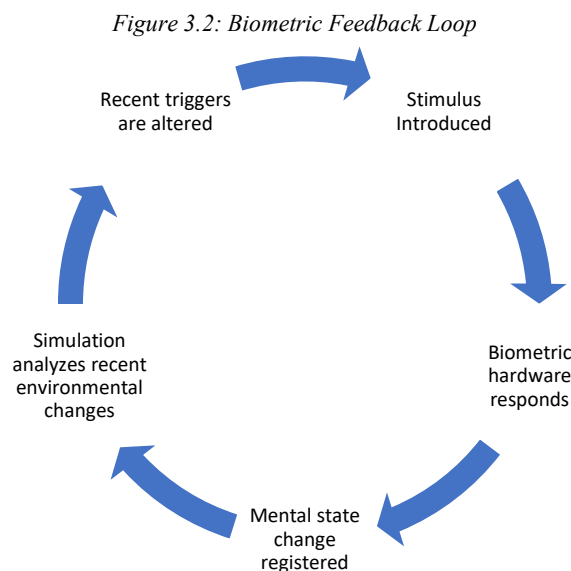 Figure 3.2: Biometric Feedback Loop
Recent triggers
are altered
Stimulus
Introduced
Biometric
hardware
responds
Mental state
change
registered
Simulation
analyzes recent
environmental
changes